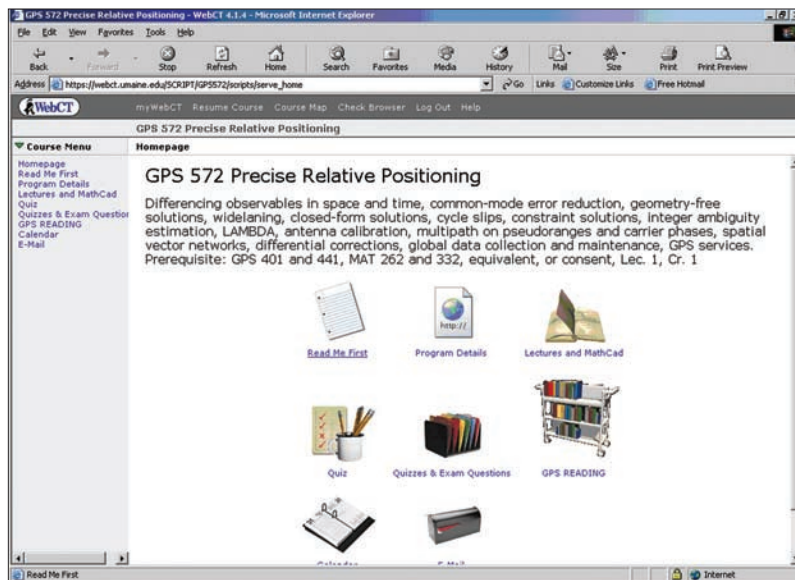 GPS 572 Precise Relative Positioning - WebCT 4.1.4 - Microsoft Internet Explorer
File Edit View Favorites Tools Help
Back Forward Stop Refresh Home Search Favorites Media History Mail Size Print Print Preview
Address https://webct.umaine.edu/SCRIPT/GPS572/scripts/serve_home Go Links Customize Links Free Hotmail
WebCT myWebCT Resume Course Course Map Check Browser Log Out Help
GPS 572 Precise Relative Positioning
Course Menu Homepage
Homepage
Read Me First
Program Details
Lectures and MathCad
Quiz
Quizzes & Exam Question
GPS READING
Calendar
E-Mail
GPS 572 Precise Relative Positioning
Differencing observables in space and time, common-mode error reduction, geometry-free
solutions, widelaning, closed-form solutions, cycle slips, constraint solutions, integer ambiguity
estimation, LAMBDA, antenna calibration, multipath on pseudoranges and carrier phases, spatial
vector networks, differential corrections, global data collection and maintenance, GPS services.
Prerequisite: GPS 401 and 441, MAT 262 and 332, equivalent, or consent, Lec. 1, Cr. 1
http://
Read Me First Program Details Lectures and MathCad
Quiz Quizzes & Exam Questions GPS READING
Calendar E-Mail
Read Me First Internet